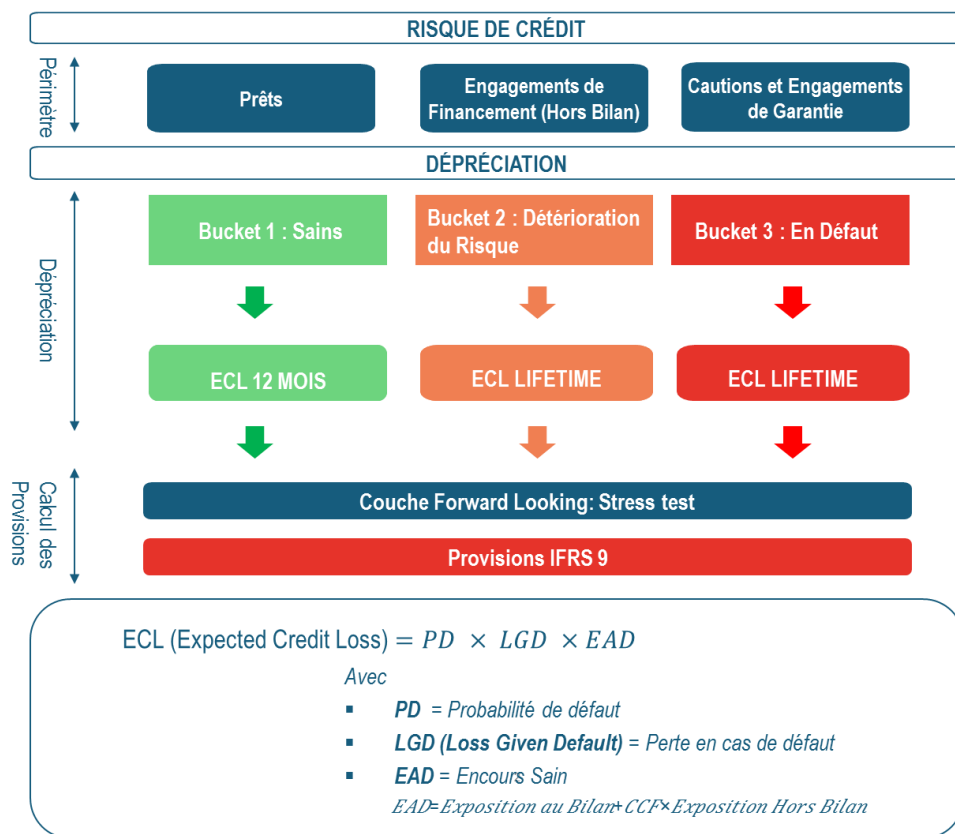 RISQUE DE CRÉDIT
Périmètre
Prêts
Engagements de
Financement (Hors Bilan)
Cautions et Engagements
de Garantie
DÉPRÉCIATION
Dépréciation
Bucket 1 : Sains
Bucket 2 : Détérioration
du Risque
Bucket 3 : En Défaut
ECL 12 MOIS
ECL LIFETIME
ECL LIFETIME
Calcul des
Provisions
Couche Forward Looking: Stress test
Provisions IFRS 9
ECL (Expected Credit Loss) = PD × LGD × EAD
Avec
▪ PD = Probabilité de défaut
▪ LGD (Loss Given Default) = Perte en cas de défaut
▪ EAD = Encours Sain
EAD=Exposition au Bilan+CCF×Exposition Hors Bilan